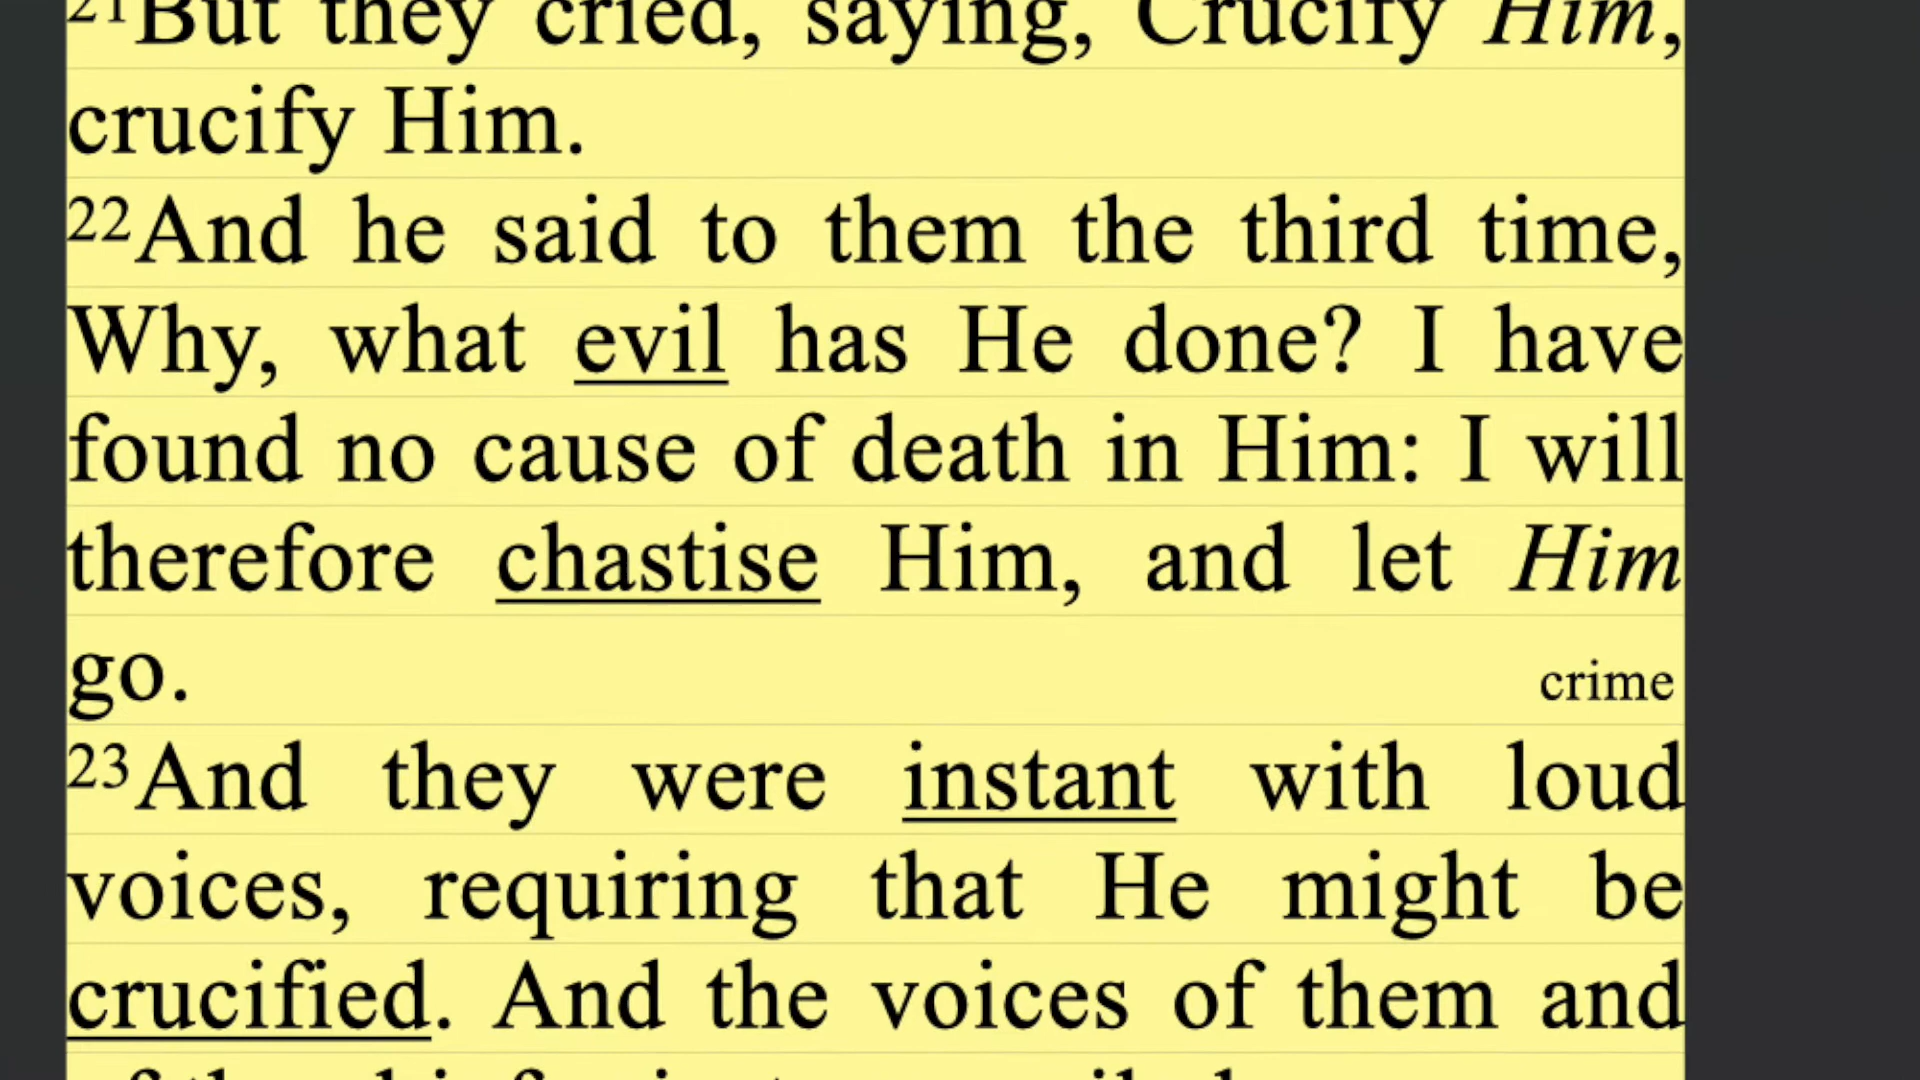 21But they cried, saying, Crucify Him,
crucify Him.
22And he said to them the third time,
Why, what evil has He done? I have
found no cause of death in Him: I will
therefore chastise Him, and let Him
go. crime
23And they were instant with loud
voices, requiring that He might be
crucified. And the voices of them and